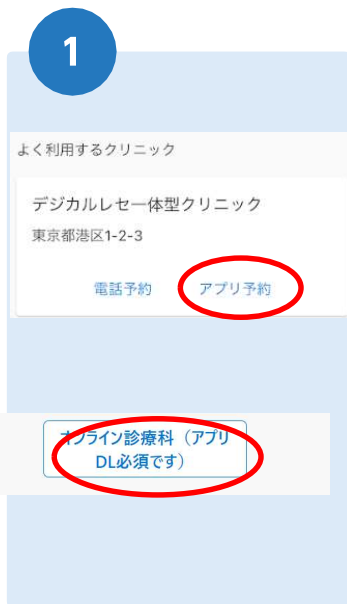 1
よく利用するクリニック
デジカルレセ一体型クリニック
東京都港区1-2-3
電話予約 アプリ予約
オンライン診療科（アプリ
DL必須です）